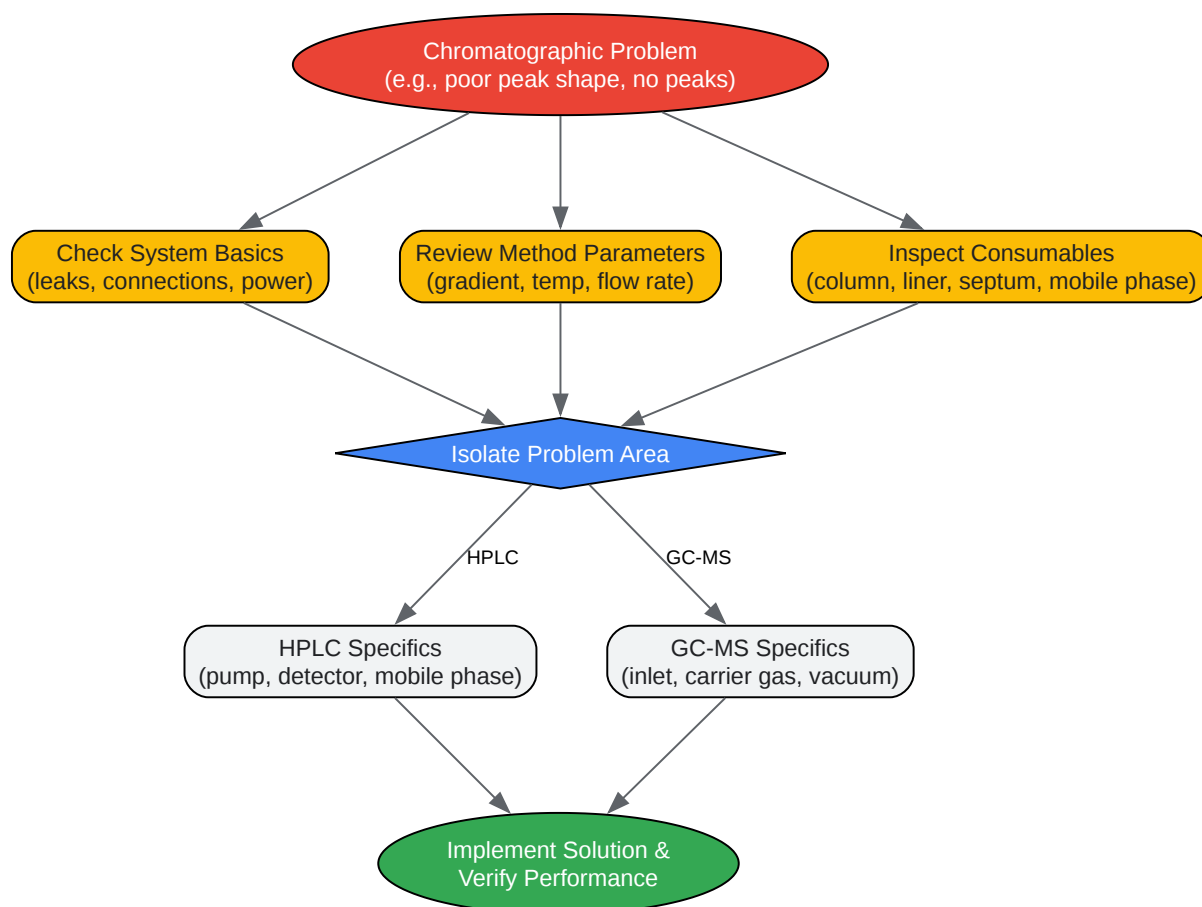 Chromatographic Problem
(e.g., poor peak shape, no peaks)
Check System Basics
(leaks, connections, power)
Review Method Parameters
(gradient, temp, flow rate)
Inspect Consumables
(column, liner, septum, mobile phase)
Isolate Problem Area
HPLC
GC-MS
HPLC Specifics
(pump, detector, mobile phase)
GC-MS Specifics
(inlet, carrier gas, vacuum)
Implement Solution &
Verify Performance